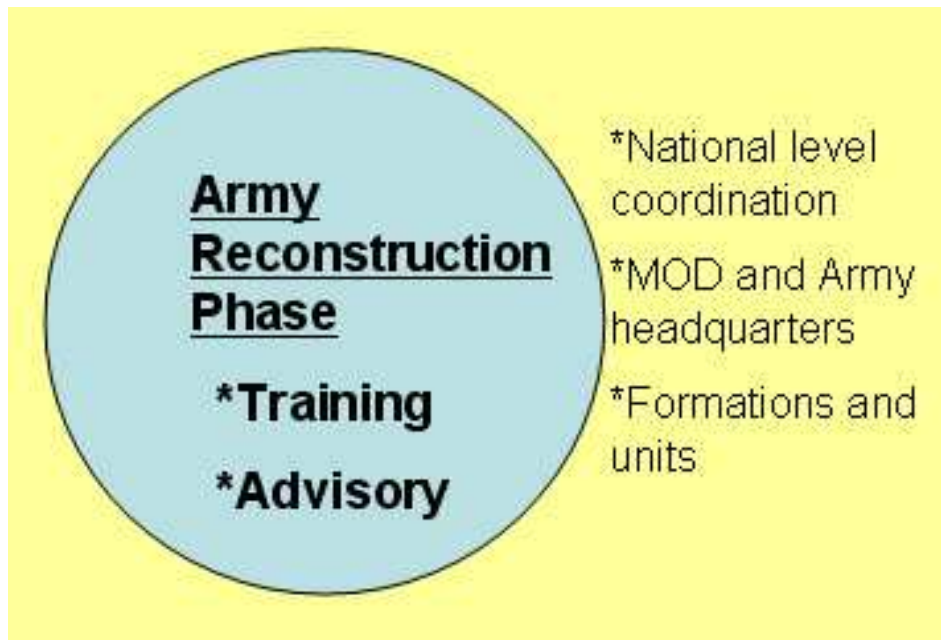 Army
Reconstruction
Phase
*Training
*Advisory
*National level
coordination
*MOD and Army
headquarters
*Formations and
units